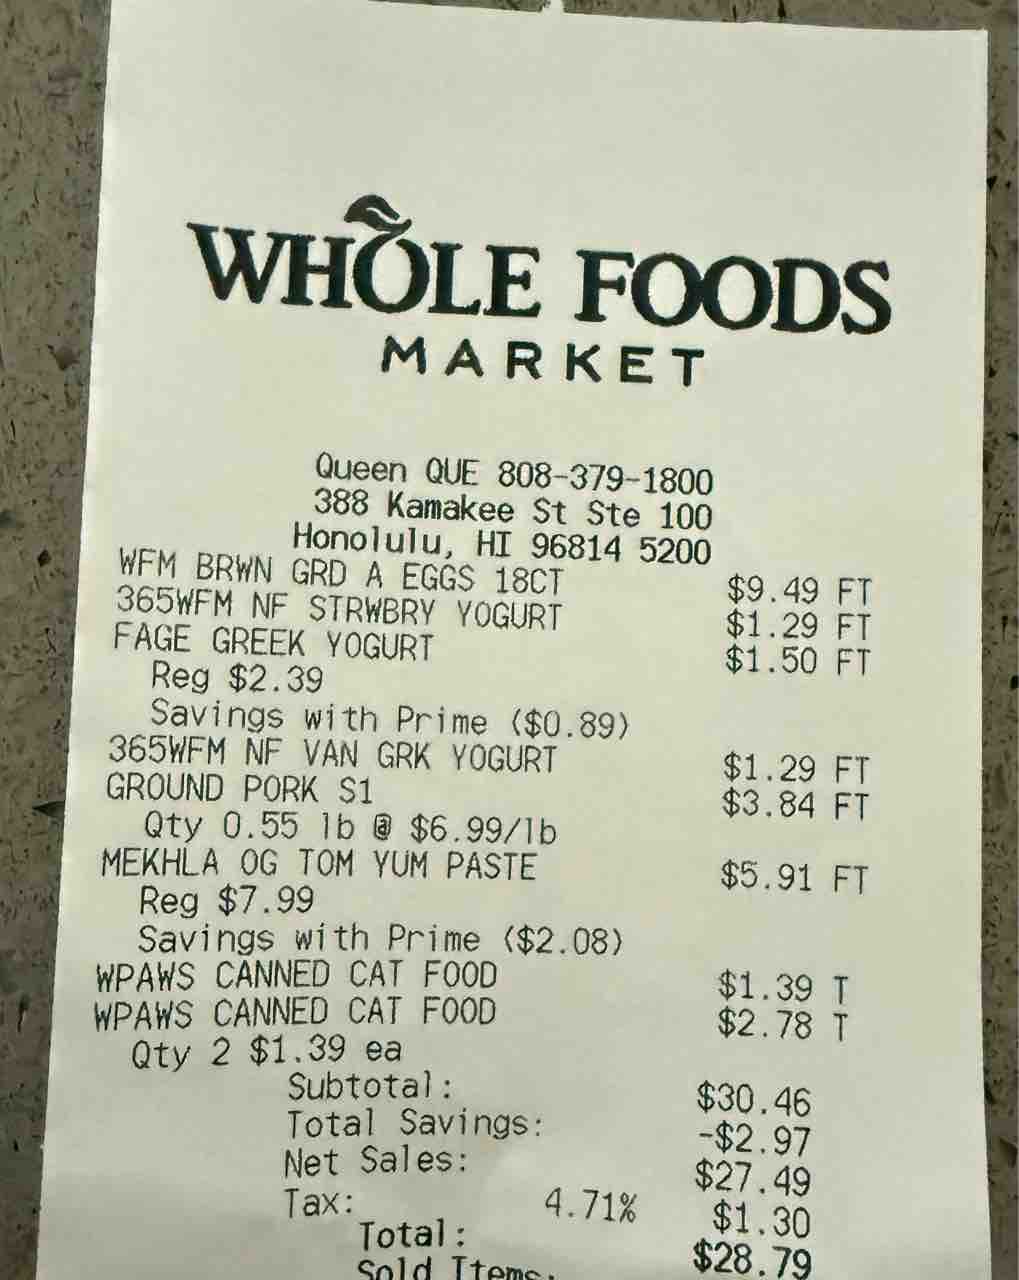 WHOLE FOODS
MARKET
Queen QUE 808-379-1800
388 Kamakee St Ste 100
Honolulu, HI 96814 5200
WFM BRWN GRD A EGGS 18CT $9.49 FT
365WFM NF STRWBRY YOGURT $1.29 FT
FAGE GREEK YOGURT $1.50 FT
Reg $2.39
Savings with Prime ($0.89)
365WFM NF VAN GRK YOGURT $1.29 FT
GROUND PORK S1 $3.84 FT
Qty 0.55 lb @ $6.99/lb
MEKHLA OG TOM YUM PASTE $5.91 FT
Reg $7.99
Savings with Prime ($2.08)
WPAWS CANNED CAT FOOD $1.39 T
WPAWS CANNED CAT FOOD $2.78 T
Qty 2 $1.39 ea
Subtotal: $30.46
Total Savings: -$2.97
Net Sales: $27.49
Tax: 4.71% $1.30
Total: $28.79
Sold Items: